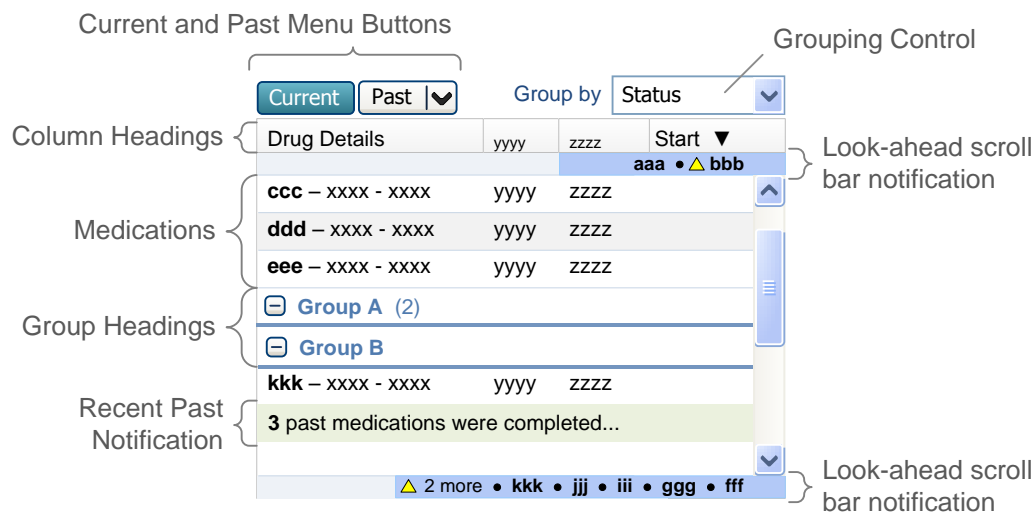 Current and Past Menu Buttons
Grouping Control
Current Past Group by Status
Column Headings
Drug Details yyyy zzzz Start ▼
aaa ● bbb
Look-ahead scroll
bar notification
Medications
ccc – xxxx - xxxx yyyy zzzz
ddd – xxxx - xxxx yyyy zzzz
eee – xxxx - xxxx yyyy zzzz
Group Headings
Group A (2)
Group B
kkk – xxxx - xxxx yyyy zzzz
Recent Past
Notification
3 past medications were completed...
2 more ● kkk ● jjj ● iii ● ggg ● fff
Look-ahead scroll
bar notification